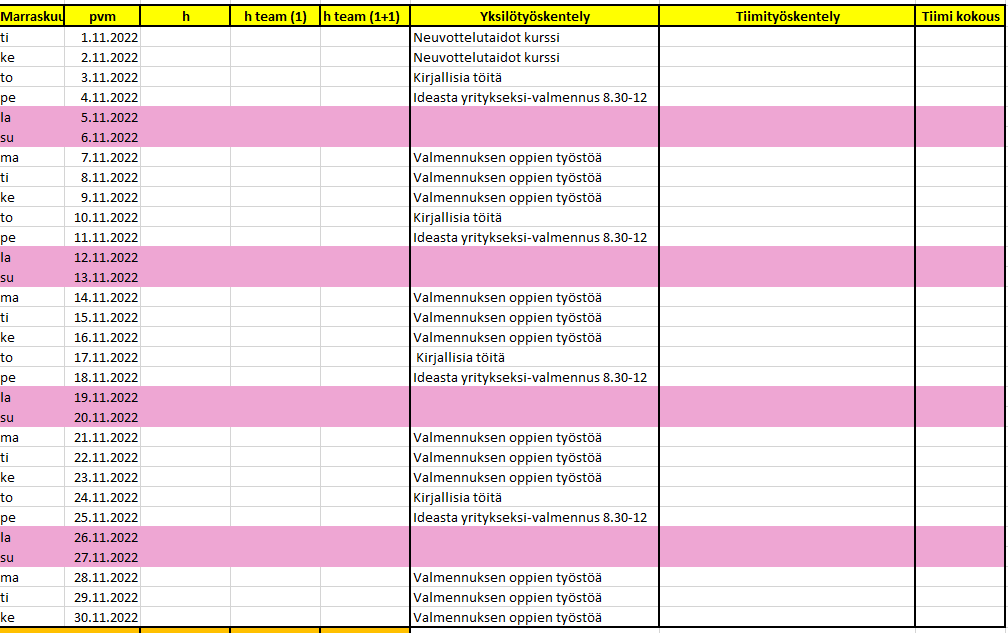 Marraskuu pvm h h team (1) h team (1+1) Yksilötyöskentely Tiimityöskentely Tiimi kokous
ti 1.11.2022 Neuvottelutaidot kurssi
ke 2.11.2022 Neuvottelutaidot kurssi
to 3.11.2022 Kirjallisia töitä
pe 4.11.2022 Ideasta yritykseksi-valmennus 8.30-12
la 5.11.2022
su 6.11.2022
ma 7.11.2022 Valmennuksen oppien työstöä
ti 8.11.2022 Valmennuksen oppien työstöä
ke 9.11.2022 Valmennuksen oppien työstöä
to 10.11.2022 Kirjallisia töitä
pe 11.11.2022 Ideasta yritykseksi-valmennus 8.30-12
la 12.11.2022
su 13.11.2022
ma 14.11.2022 Valmennuksen oppien työstöä
ti 15.11.2022 Valmennuksen oppien työstöä
ke 16.11.2022 Valmennuksen oppien työstöä
to 17.11.2022 Kirjallisia töitä
pe 18.11.2022 Ideasta yritykseksi-valmennus 8.30-12
la 19.11.2022
su 20.11.2022
ma 21.11.2022 Valmennuksen oppien työstöä
ti 22.11.2022 Valmennuksen oppien työstöä
ke 23.11.2022 Valmennuksen oppien työstöä
to 24.11.2022 Kirjallisia töitä
pe 25.11.2022 Ideasta yritykseksi-valmennus 8.30-12
la 26.11.2022
su 27.11.2022
ma 28.11.2022 Valmennuksen oppien työstöä
ti 29.11.2022 Valmennuksen oppien työstöä
ke 30.11.2022 Valmennuksen oppien työstöä